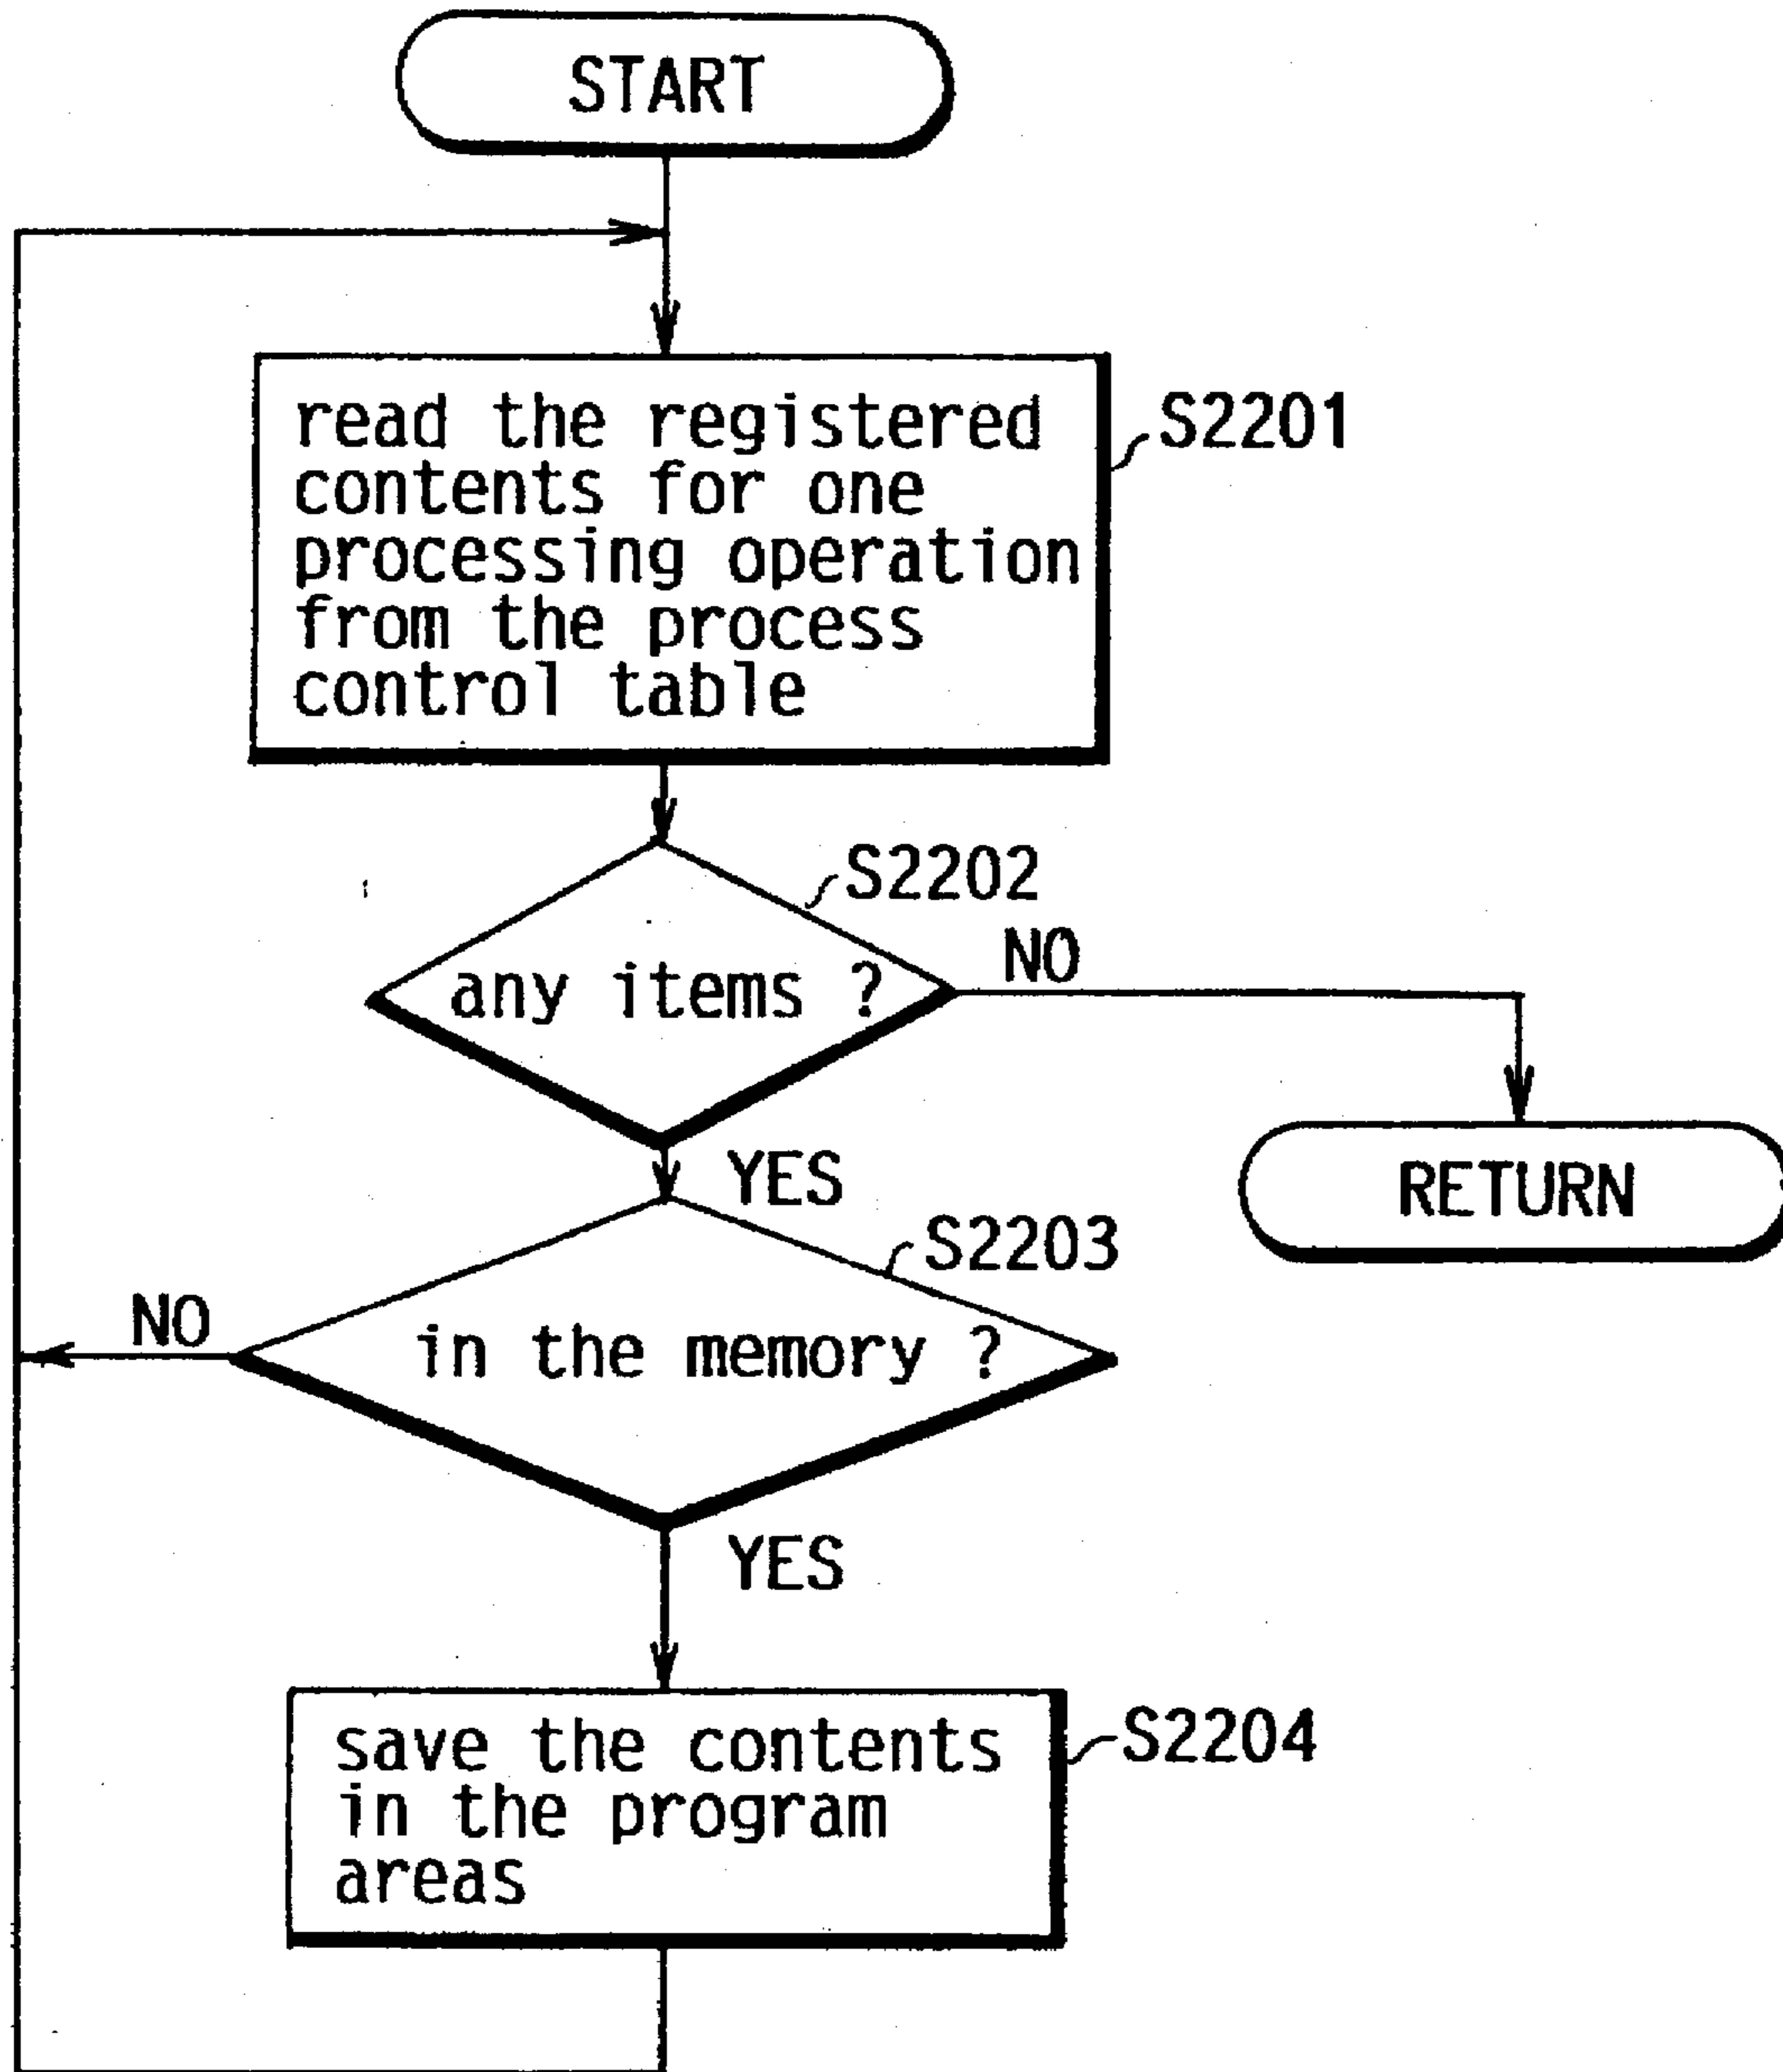 START
read the registered
contents for one
processing operation
from the process
control table
S2201
S2202
any items ?
NO
YES
RETURN
S2203
NO
in the memory ?
YES
save the contents
in the program
areas
S2204